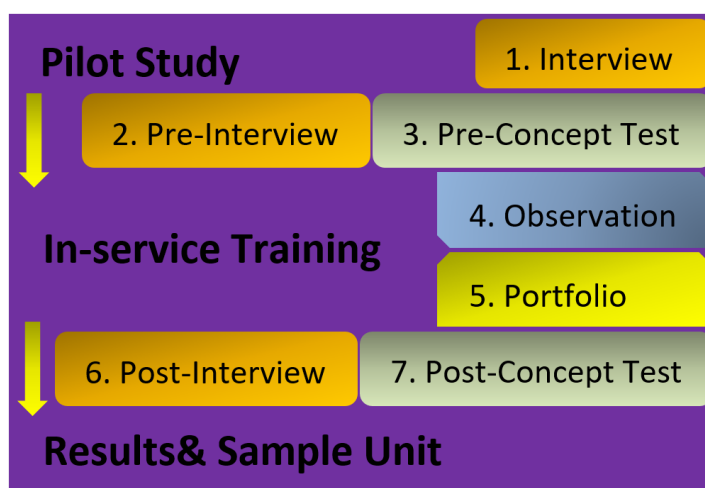 Pilot Study
1. Interview
2. Pre-Interview
3. Pre-Concept Test
4. Observation
In-service Training
5. Portfolio
6. Post-Interview
7. Post-Concept Test
Results& Sample Unit